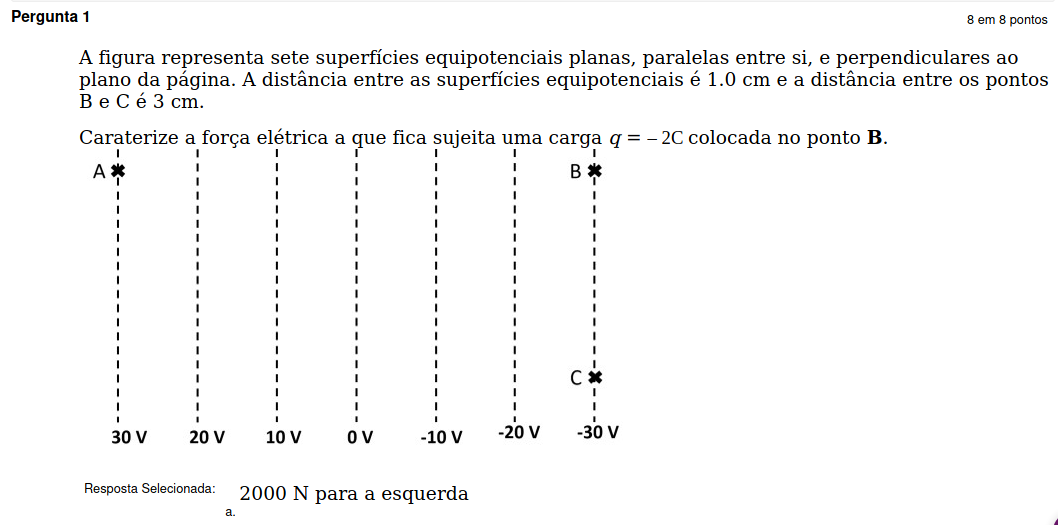 Pergunta 1
8 em 8 pontos
A figura representa sete superfícies equipotenciais planas, paralelas entre si, e perpendiculares ao
plano da página. A distância entre as superfícies equipotenciais é 1.0 cm e a distância entre os pontos
B e C é 3 cm.
Caraterize a força elétrica a que fica sujeita uma carga q = – 2C colocada no ponto B.
A
B
C
30 V 20 V 10 V 0 V -10 V -20 V -30 V
Resposta Selecionada:
a.
2000 N para a esquerda